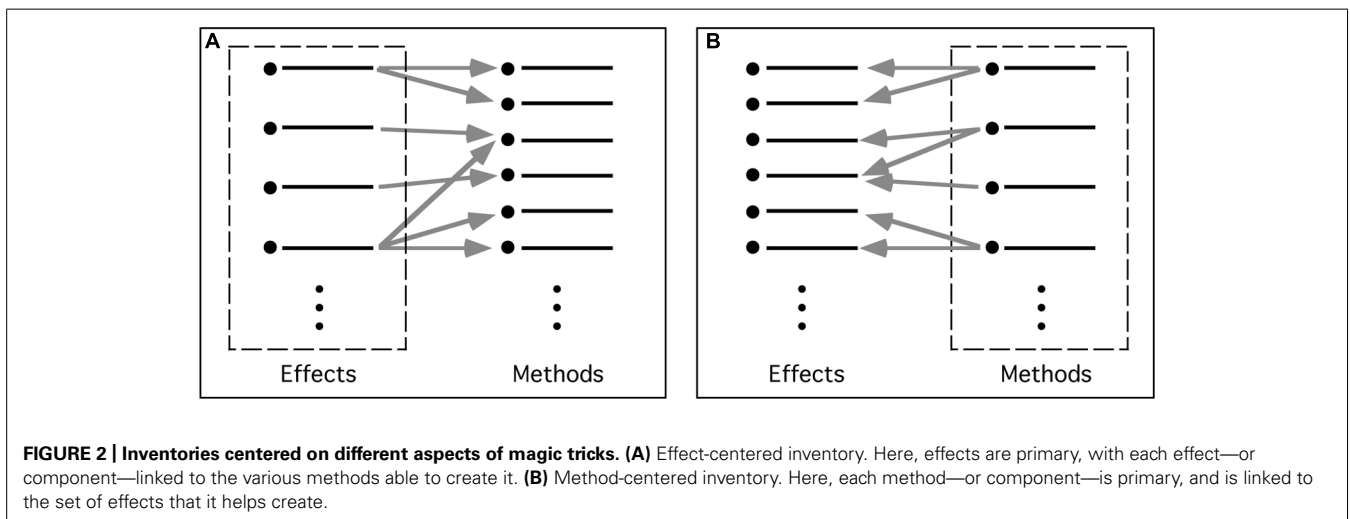 A
B
Effects
Methods
Effects
Methods
FIGURE 2 | Inventories centered on different aspects of magic tricks. (A) Effect-centered inventory. Here, effects are primary, with each effect—or
component—linked to the various methods able to create it. (B) Method-centered inventory. Here, each method—or component—is primary, and is linked to
the set of effects that it helps create.